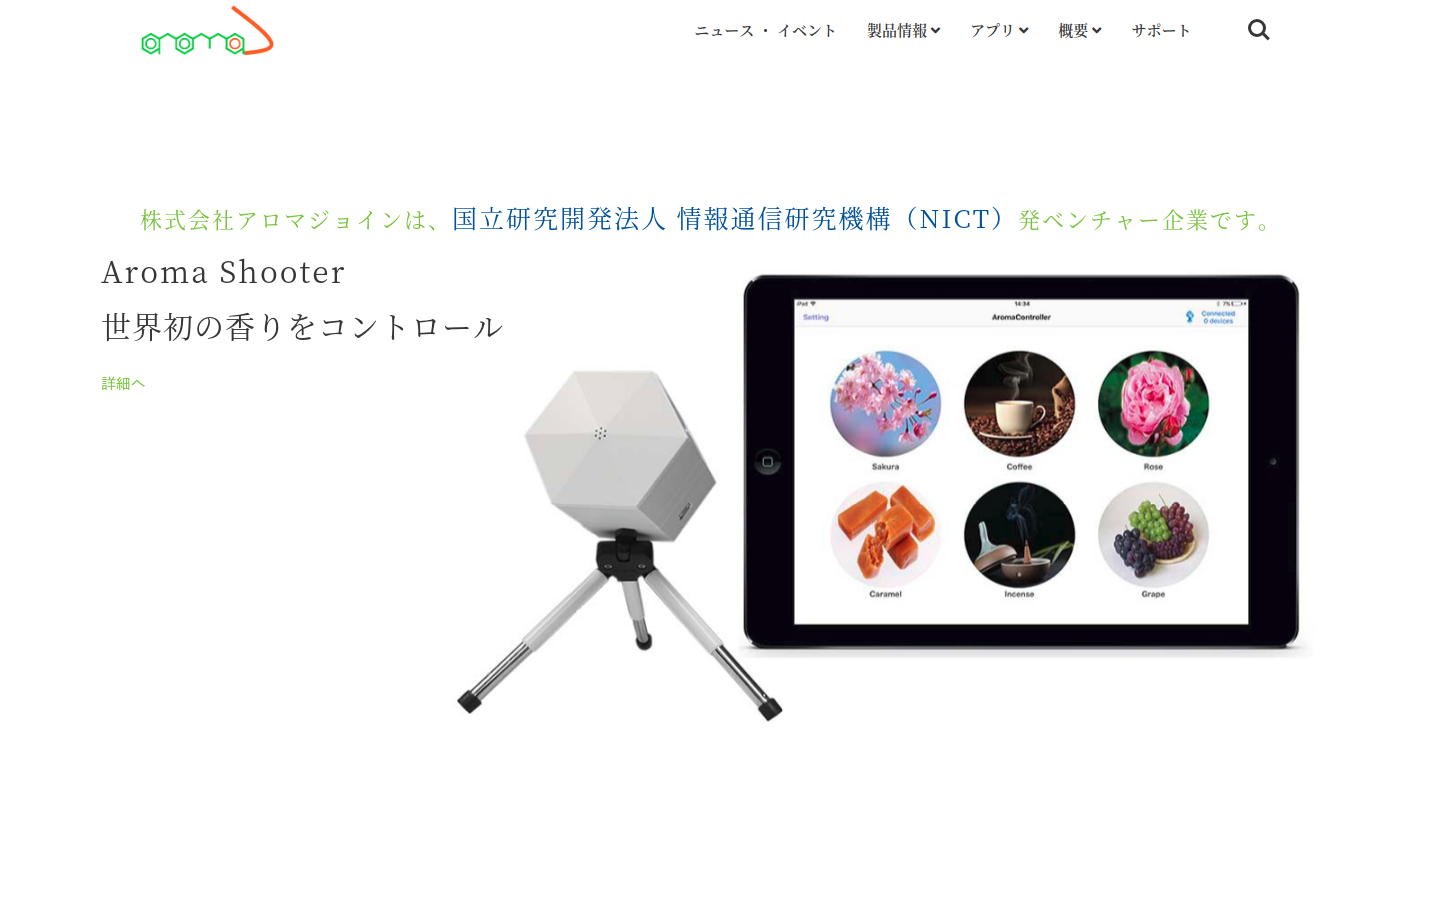 aroma
ニュース ・ イベント 製品情報 アプリ 概要 サポート
株式会社アロマジョインは、国立研究開発法人 情報通信研究機構（NICT）発ベンチャー企業です。
Aroma Shooter
世界初の香りをコントロール
詳細へ
iPad 14:34 7%
Setting AromaController Connected
0 devices
Sakura Coffee Rose
Caramel Incense Grape